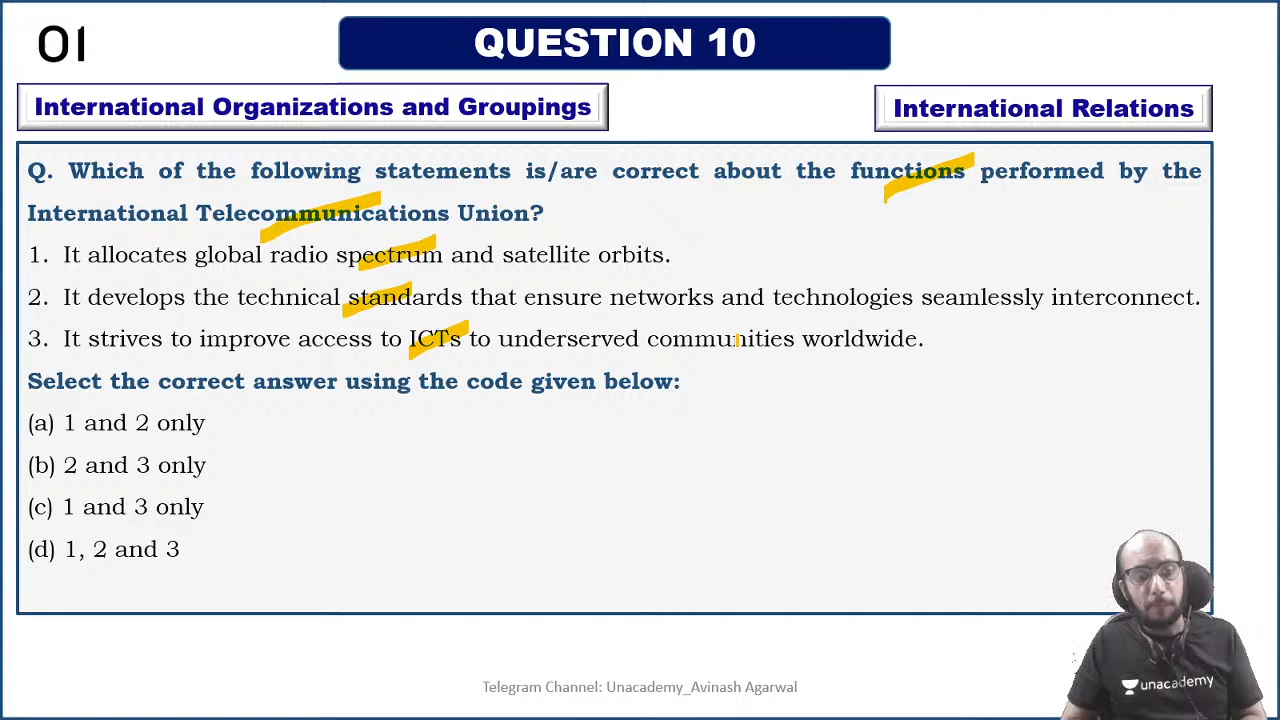 01
QUESTION 10
International Organizations and Groupings
International Relations
Q. Which of the following statements is/are correct about the functions performed by the
International Telecommunications Union?
1. It allocates global radio spectrum and satellite orbits.
2. It develops the technical standards that ensure networks and technologies seamlessly interconnect.
3. It strives to improve access to ICTs to underserved communities worldwide.
Select the correct answer using the code given below:
(a) 1 and 2 only
(b) 2 and 3 only
(c) 1 and 3 only
(d) 1, 2 and 3
unacademy
Telegram Channel: Unacademy_Avinash Agarwal